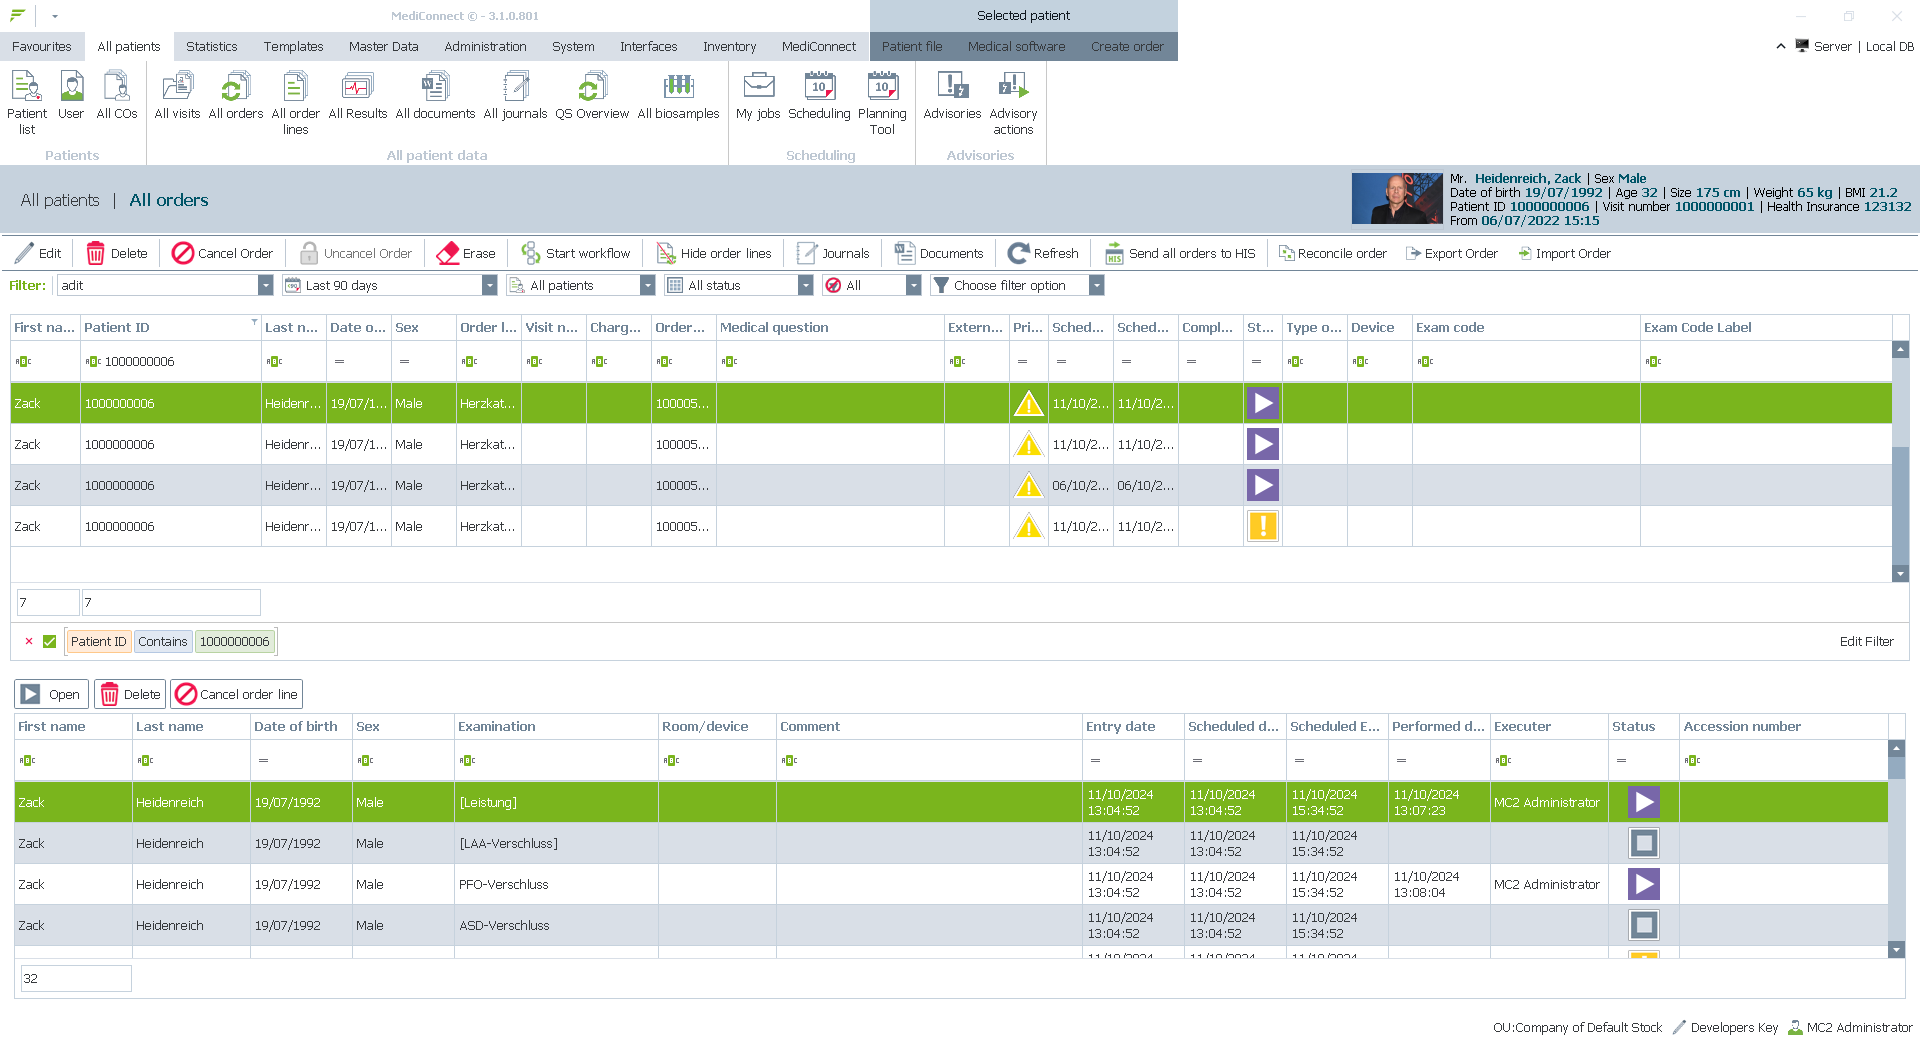 MediConnect © - 3.1.0.801
Selected patient
Favourites All patients Statistics Templates Master Data Administration System Interfaces Inventory MediConnect Patient file Medical software Create order
Server | Local DB
Patient list User All COs All visits All orders All order lines All Results All documents All journals QS Overview All biosamples My jobs Scheduling Planning Tool Advisories Advisory actions
Patients All patient data Scheduling Advisories
All patients | All orders
Mr. Heidenreich, Zack | Sex Male
Date of birth 19/07/1992 | Age 32 | Size 175 cm | Weight 65 kg | BMI 21.2
Patient ID 1000000006 | Visit number 1000000001 | Health Insurance 123132
From 06/07/2022 15:15
Edit Delete Cancel Order Uncancel Order Erase Start workflow Hide order lines Journals Documents Refresh Send all orders to HIS Reconcile order Export Order Import Order
Filter: adit Last 90 days All patients All status All Choose filter option
First na... Patient ID Last n... Date o... Sex Order l... Visit n... Charg... Order... Medical question Extern... Pri... Sched... Sched... Compl... St... Type o... Device Exam code Exam Code Label
1000000006
Zack 1000000006 Heidenr... 19/07/1... Male Herzkat... 100005... 11/10/2... 11/10/2...
Zack 1000000006 Heidenr... 19/07/1... Male Herzkat... 100005... 11/10/2... 11/10/2...
Zack 1000000006 Heidenr... 19/07/1... Male Herzkat... 100005... 06/10/2... 06/10/2...
Zack 1000000006 Heidenr... 19/07/1... Male Herzkat... 100005... 11/10/2... 11/10/2...
7 7
Patient ID Contains 1000000006 Edit Filter
Open Delete Cancel order line
First name Last name Date of birth Sex Examination Room/device Comment Entry date Scheduled d... Scheduled E... Performed d... Executer Status Accession number
Zack Heidenreich 19/07/1992 Male [Leistung] 11/10/2024 13:04:52 11/10/2024 13:04:52 11/10/2024 15:34:52 11/10/2024 13:07:23 MC2 Administrator
Zack Heidenreich 19/07/1992 Male [LAA-Verschluss] 11/10/2024 13:04:52 11/10/2024 13:04:52 11/10/2024 15:34:52
Zack Heidenreich 19/07/1992 Male PFO-Verschluss 11/10/2024 13:04:52 11/10/2024 13:04:52 11/10/2024 15:34:52 11/10/2024 13:08:04 MC2 Administrator
Zack Heidenreich 19/07/1992 Male ASD-Verschluss 11/10/2024 13:04:52 11/10/2024 13:04:52 11/10/2024 15:34:52
32
OU:Company of Default Stock Developers Key MC2 Administrator